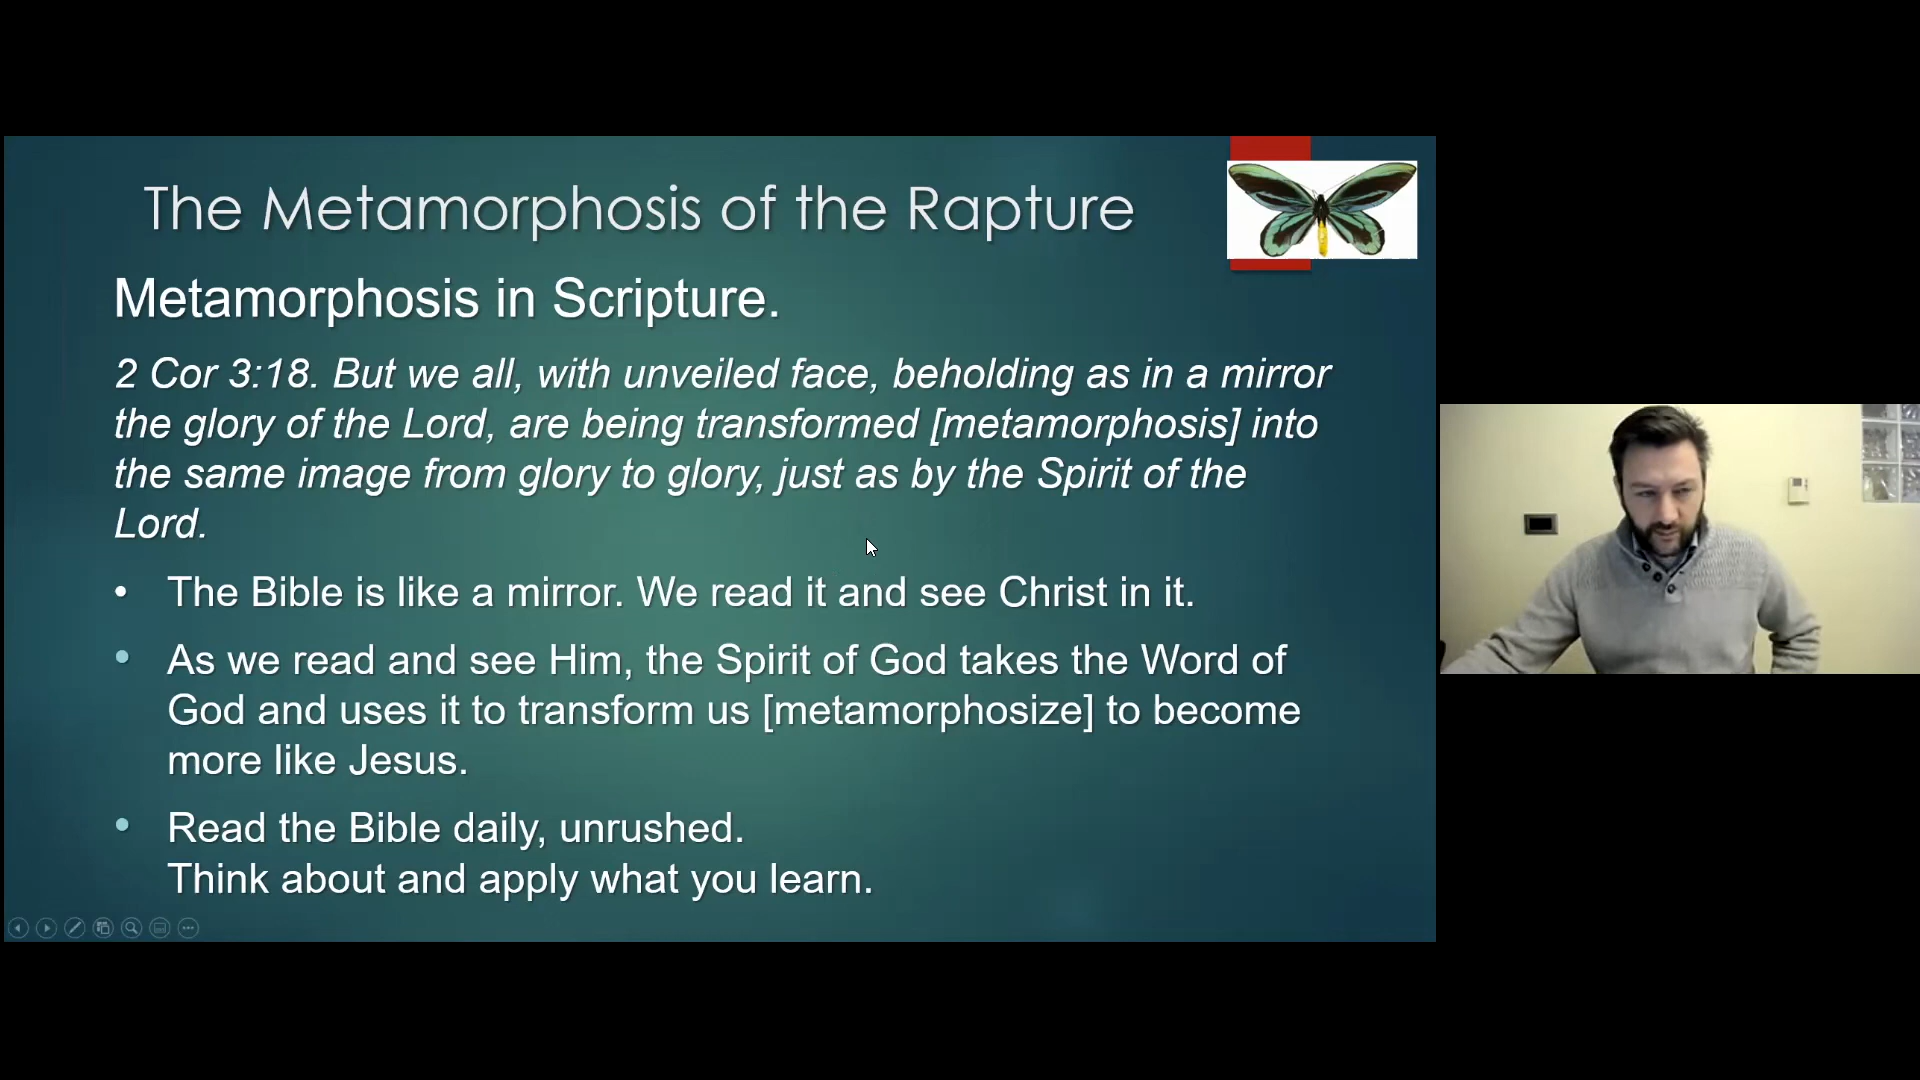 The Metamorphosis of the Rapture
Metamorphosis in Scripture.
2 Cor 3:18. But we all, with unveiled face, beholding as in a mirror
the glory of the Lord, are being transformed [metamorphosis] into
the same image from glory to glory, just as by the Spirit of the
Lord.
• The Bible is like a mirror. We read it and see Christ in it.
• As we read and see Him, the Spirit of God takes the Word of
God and uses it to transform us [metamorphosize] to become
more like Jesus.
• Read the Bible daily, unrushed.
Think about and apply what you learn.